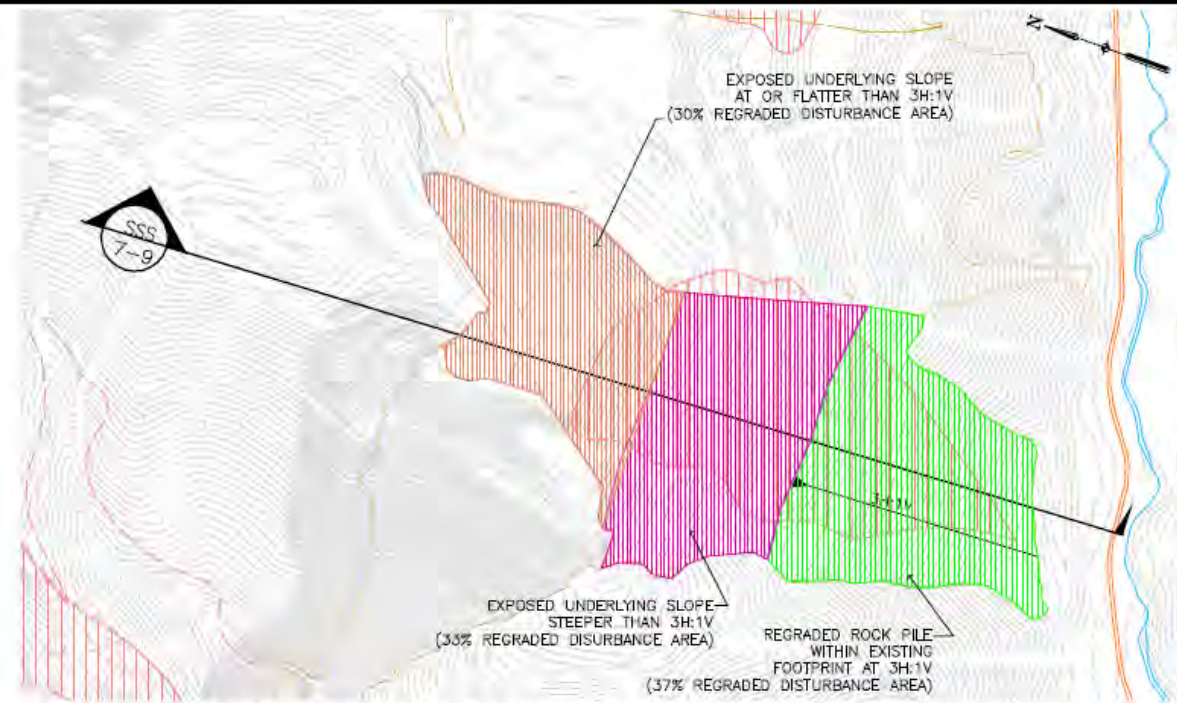 N
EXPOSED UNDERLYING SLOPE
AT OR FLATTER THAN 3H:1V
(30% REGRADED DISTURBANCE AREA)
SSS
7-9
3H:1V
EXPOSED UNDERLYING SLOPE
STEEPER THAN 3H:1V
(33% REGRADED DISURBANCE AREA)
REGRADED ROCK PILE
WITHIN EXISTING
FOOTPRINT AT 3H:1V
(37% REGRADED DISTURBANCE AREA)